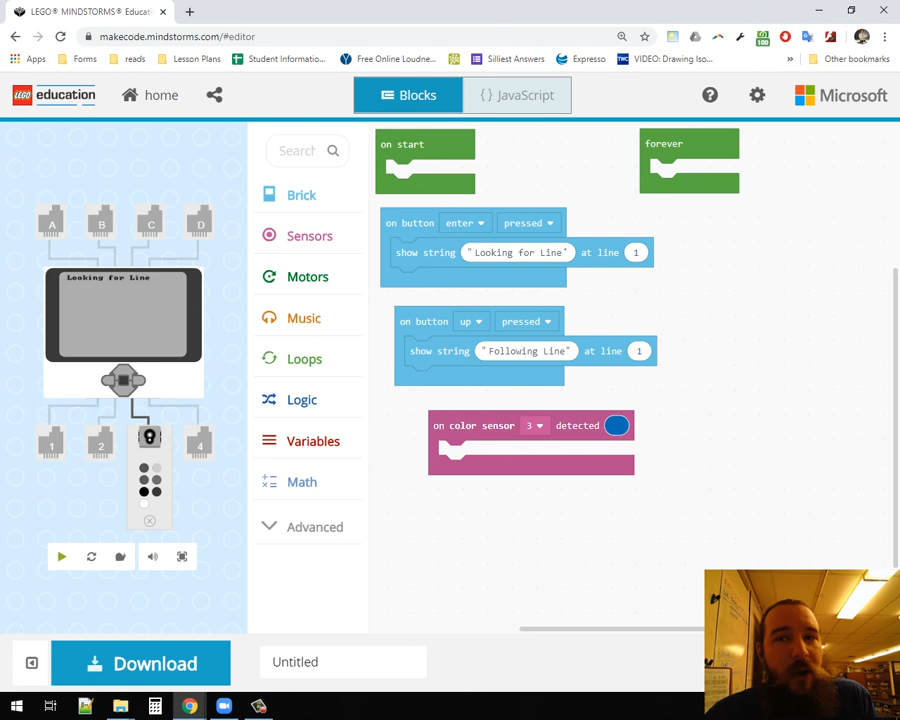 LEGO® MINDSTORMS® Educati
makecode.mindstorms.com/#editor
Apps Forms reads Lesson Plans Student Informatio... Free Online Loudne... Silliest Answers Expresso VIDEO: Drawing Iso... » Other bookmarks
LEGO education home Blocks {} JavaScript Microsoft
Search
Brick
Sensors
Motors
Music
Loops
Logic
Variables
Math
Advanced
A B C D
Looking for Line
1 2 4
on start
forever
on button enter pressed
show string "Looking for Line" at line 1
on button up pressed
show string "Following Line" at line 1
on color sensor 3 detected
Download
Untitled